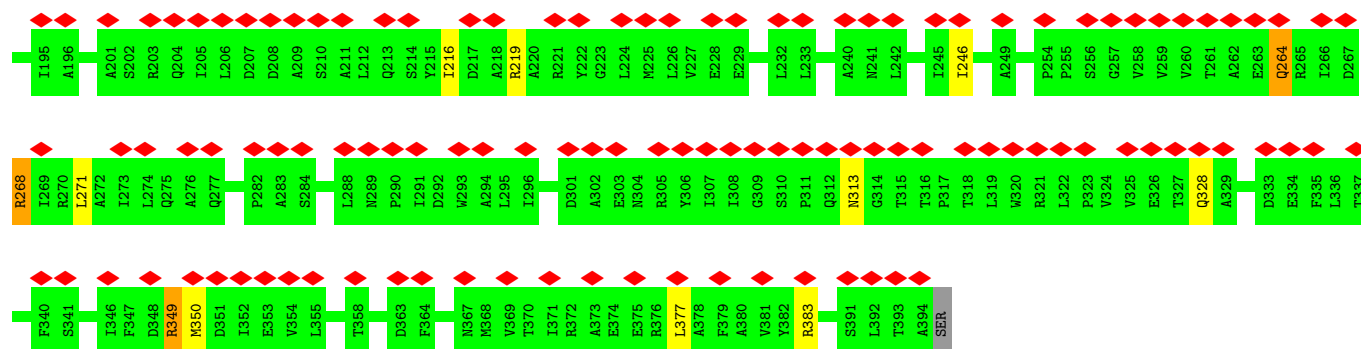 I195 A196 A201 S202 R203 Q204 I205 L206 D207 D208 A209 S210 A211 L212 Q213 S214 Y215 I216 D217 A218 R219 A220 R221 Y222 G223 L224 M225 L226 V227 E228 E229 L232 L233 A240 N241 L242 I245 I246 A249 P254 P255 S256 G257 V258 V259 V260 T261 A262 E263 Q264 R265 I266 D267
R268 I269 R270 L271 A272 I273 L274 Q275 A276 Q277 P282 A283 S284 L288 N289 P290 I291 D292 W293 A294 L295 I296 D301 A302 E303 N304 R305 Y306 I307 I308 G309 S310 P311 Q312 N313 G314 T315 T316 P317 T318 L319 W320 R321 L322 P323 V324 V325 E326 T327 Q328 A329 D333 E334 F335 L336 T337
F340 S341 I346 F347 D348 R349 M350 D351 I352 E353 V354 L355 T358 D363 F364 N367 M368 V369 T370 I371 R372 A373 E374 E375 R376 L377 A378 F379 A380 V381 Y382 R383 S391 L392 T393 A394 SER